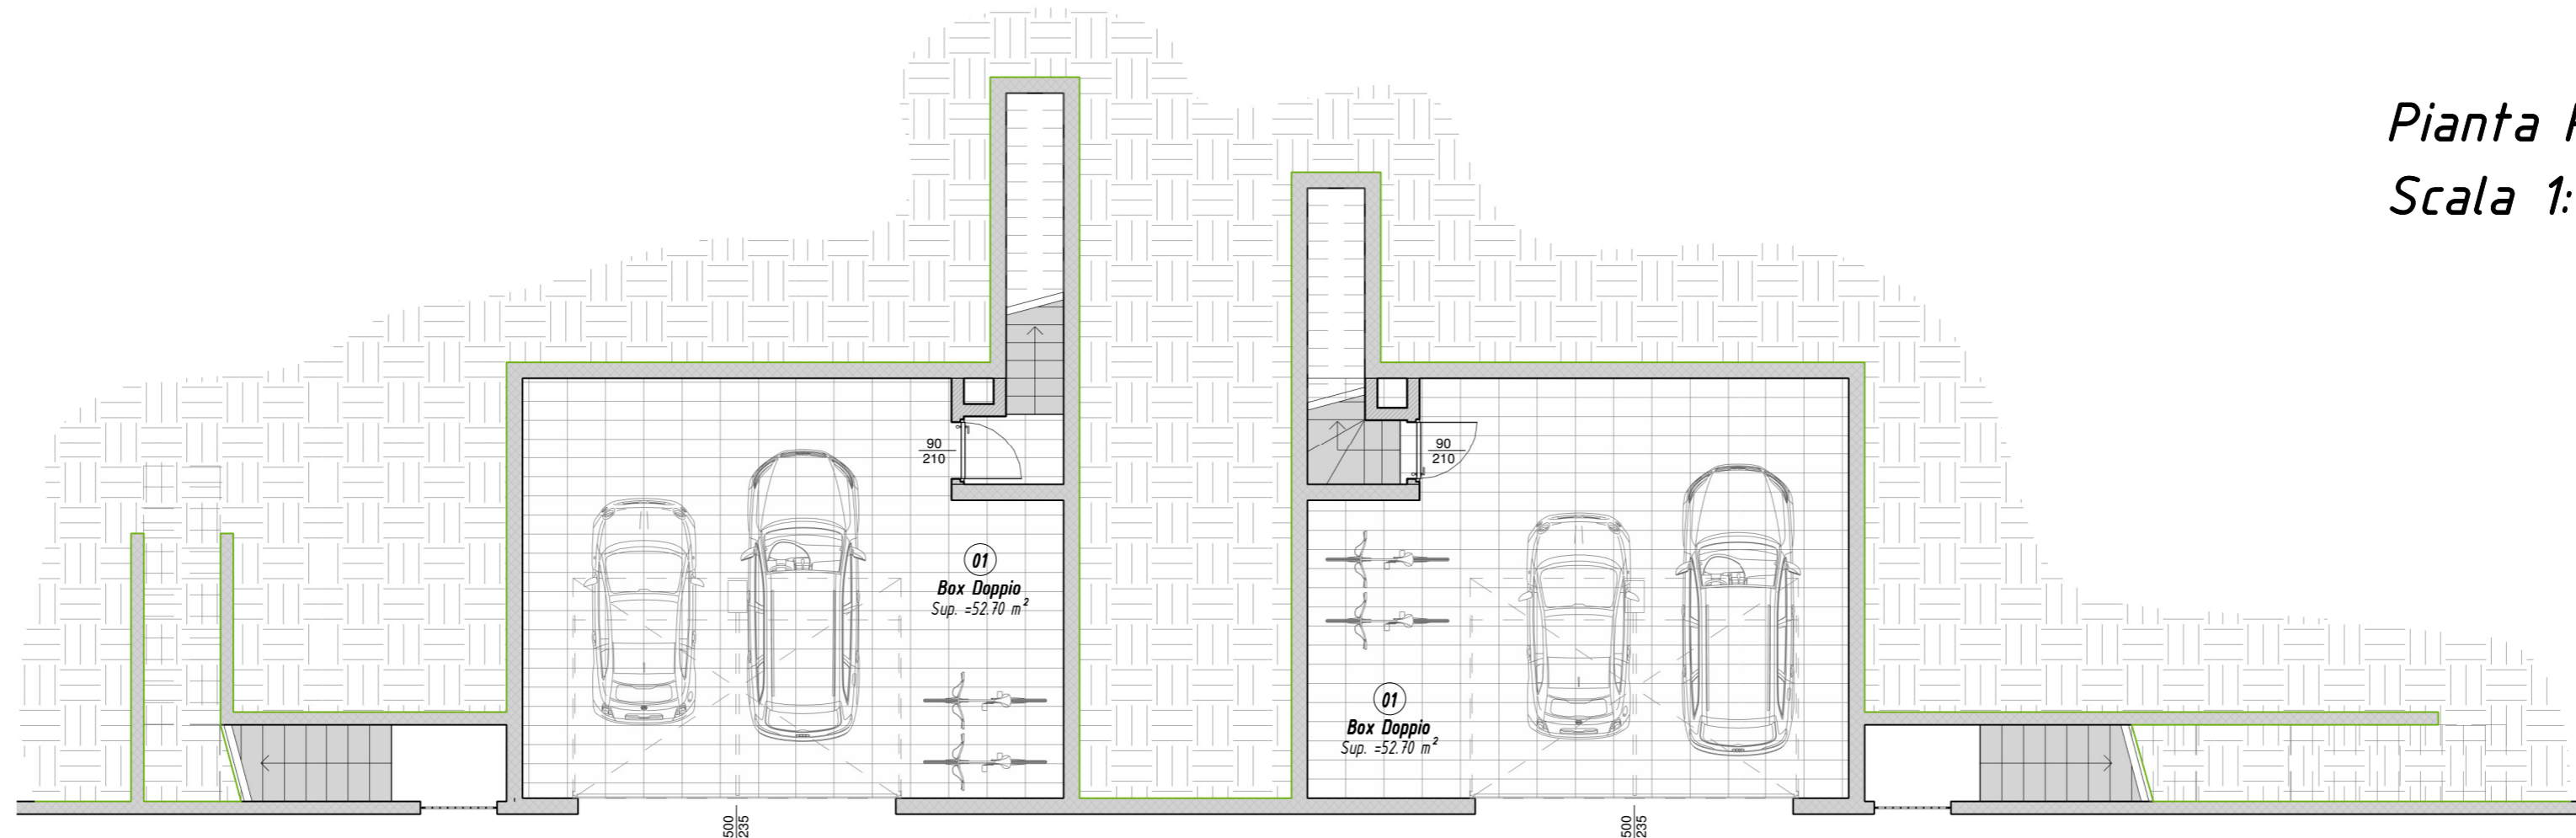 Pianta
Scala 1:
90
210
90
210
01
Box Doppio
Sup. =52.70 m²
01
Box Doppio
Sup. =52.70 m²
500
235
500
235